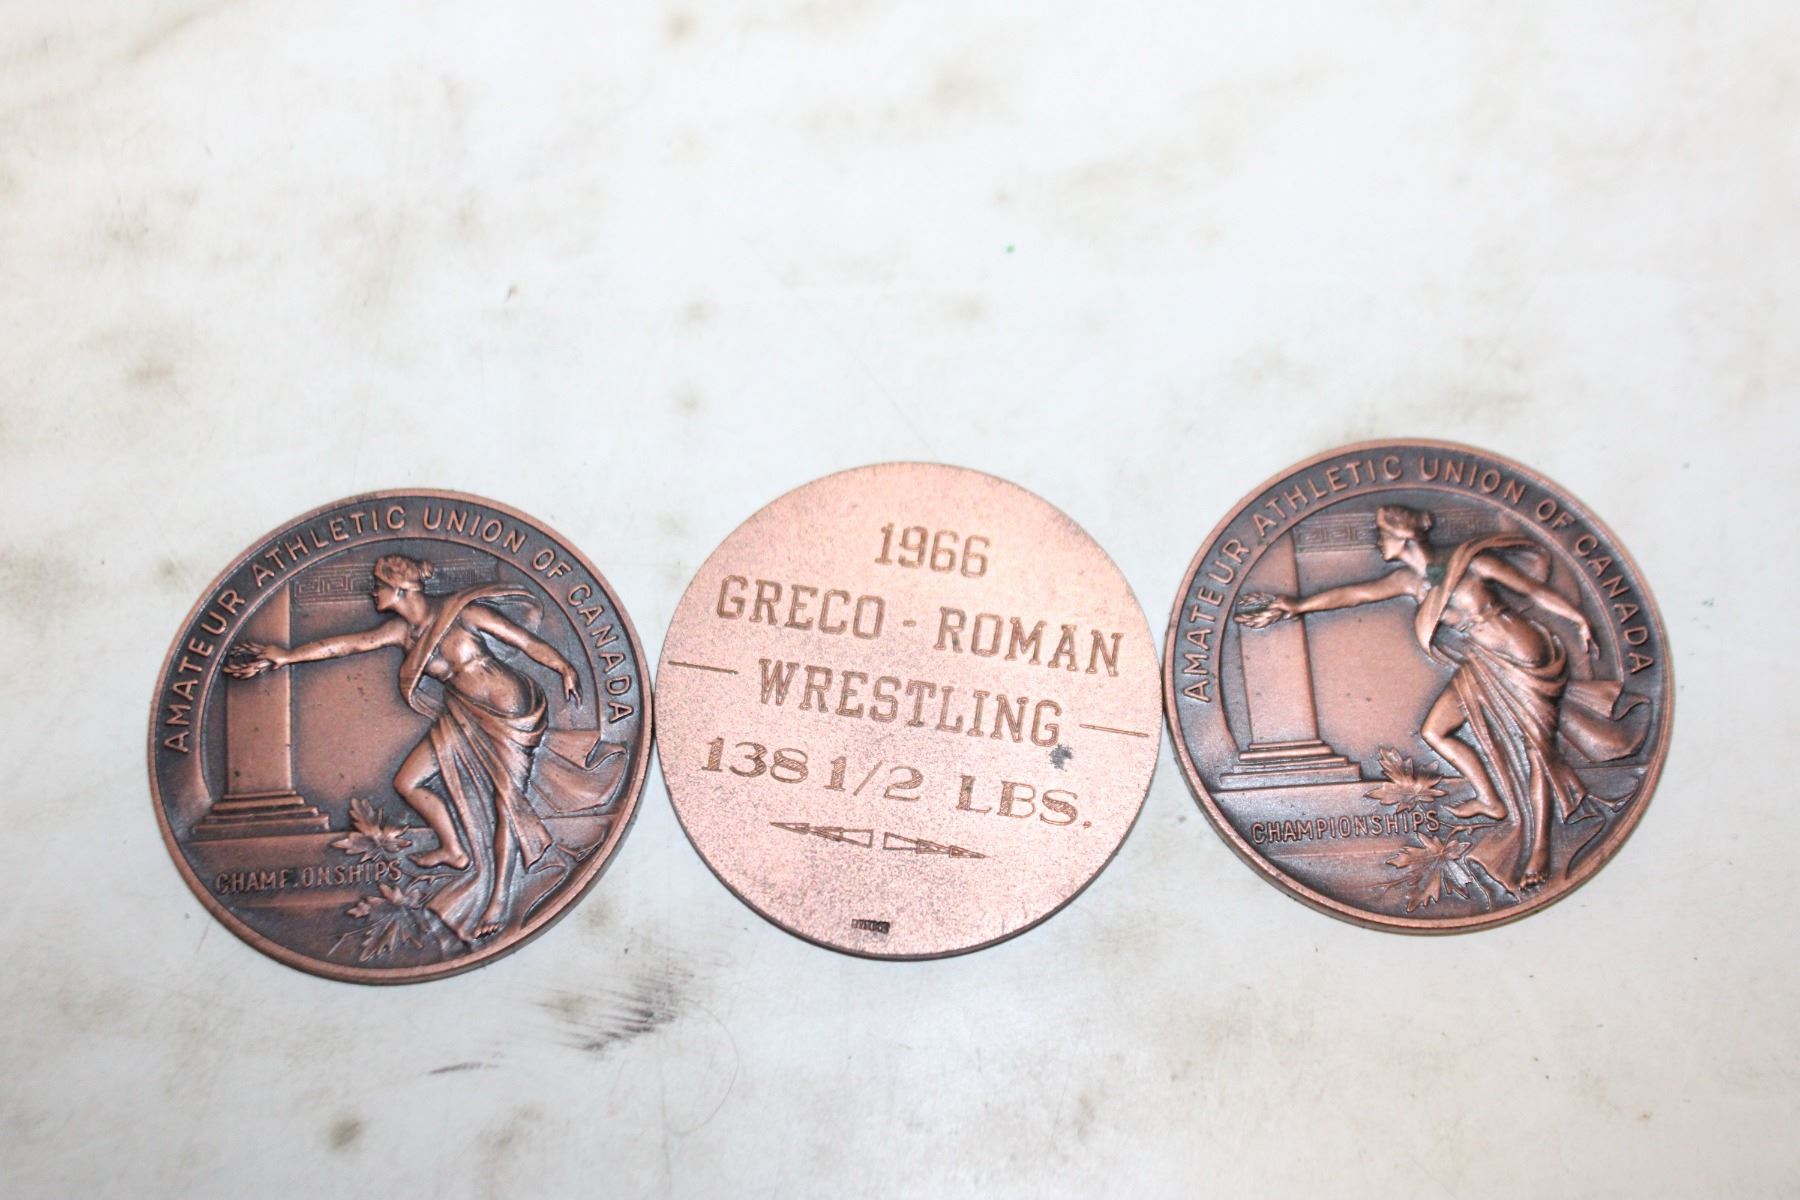 AMATEUR ATHLETIC UNION OF CANADA
CHAMPIONSHIPS
1966
GRECO - ROMAN
WRESTLING
138 1/2 LBS.
AMATEUR ATHLETIC UNION OF CANADA
CHAMPIONSHIPS